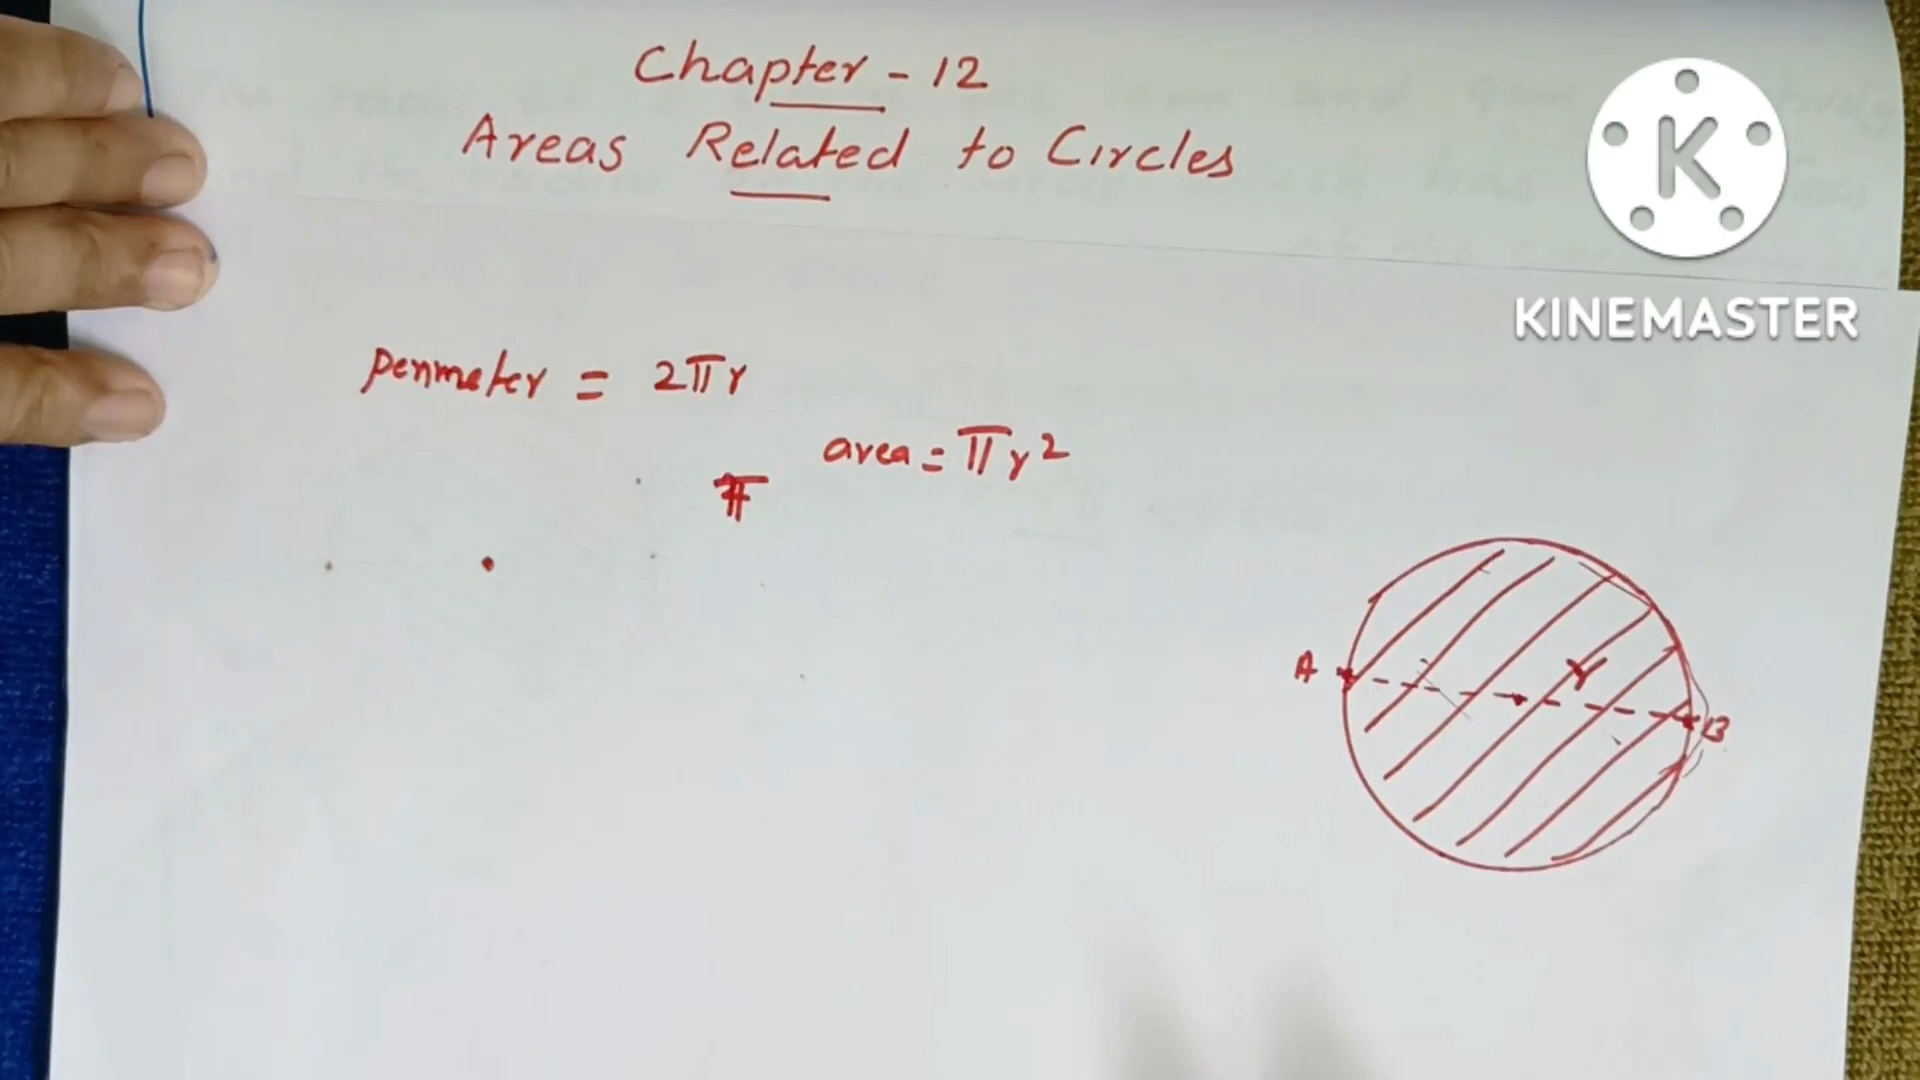 Chapter - 12
Areas Related to Circles
KINEMASTER
Perimeter = 2πr
area = πr²
π
r
A
B